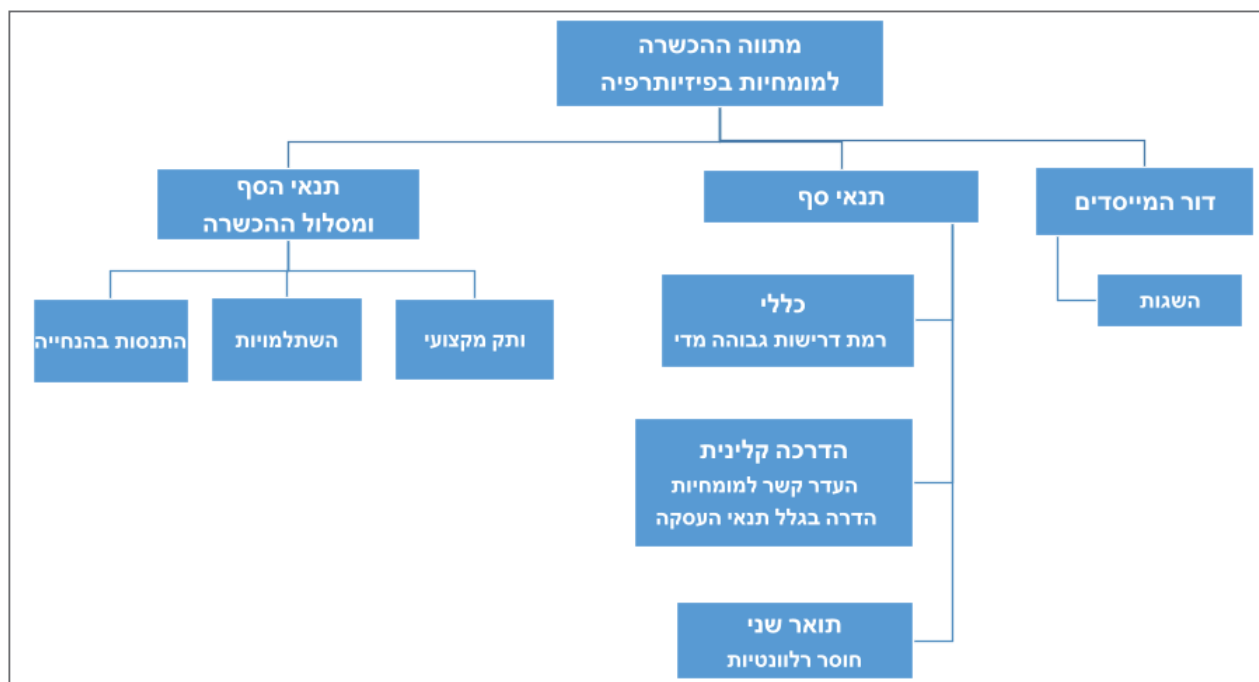 מתווה ההכשרה
למומחיות בפיזיותרפיה
דור המייסדים
השגות
תנאי סף
כללי
רמת דרישות גבוהה מדי
הדרכה קלינית
העדר קשר למומחיות
הדרה בגלל תנאי העסקה
תואר שני
חוסר רלוונטיות
תנאי הסף
ומסלול ההכשרה
ותק מקצועי
השתלמויות
התנסות בהנחייה